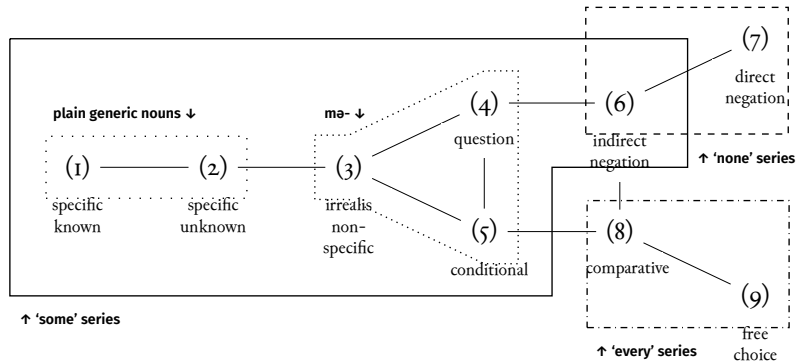 (7)
direct
negation
plain generic nouns ↓
mə- ↓
(4)
question
(6)
indirect
negation
↑ ‘none’ series
(1)
specific
known
(2)
specific
unknown
(3)
irrealis
non-
specific
(5)
conditional
(8)
comparative
(9)
free
choice
↑ ‘some’ series
↑ ‘every’ series